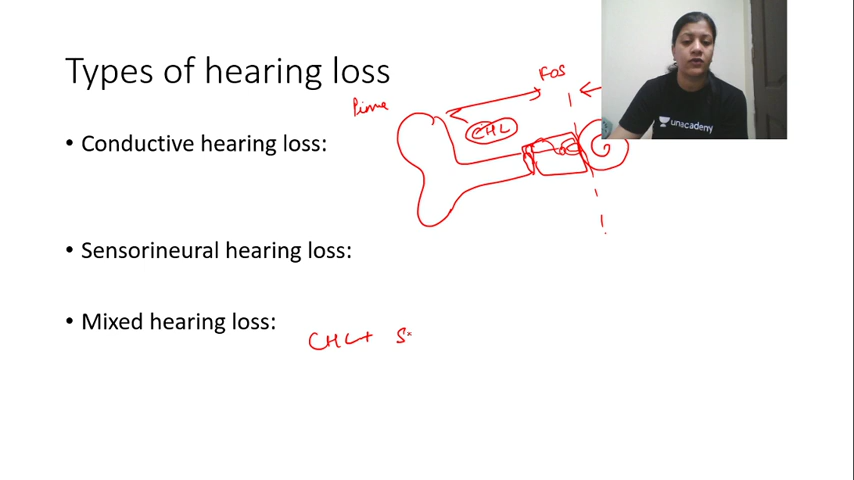 Types of hearing loss
FOS
Pinna
CHL
• Conductive hearing loss:
unacademy
• Sensorineural hearing loss:
• Mixed hearing loss:
CHL + S